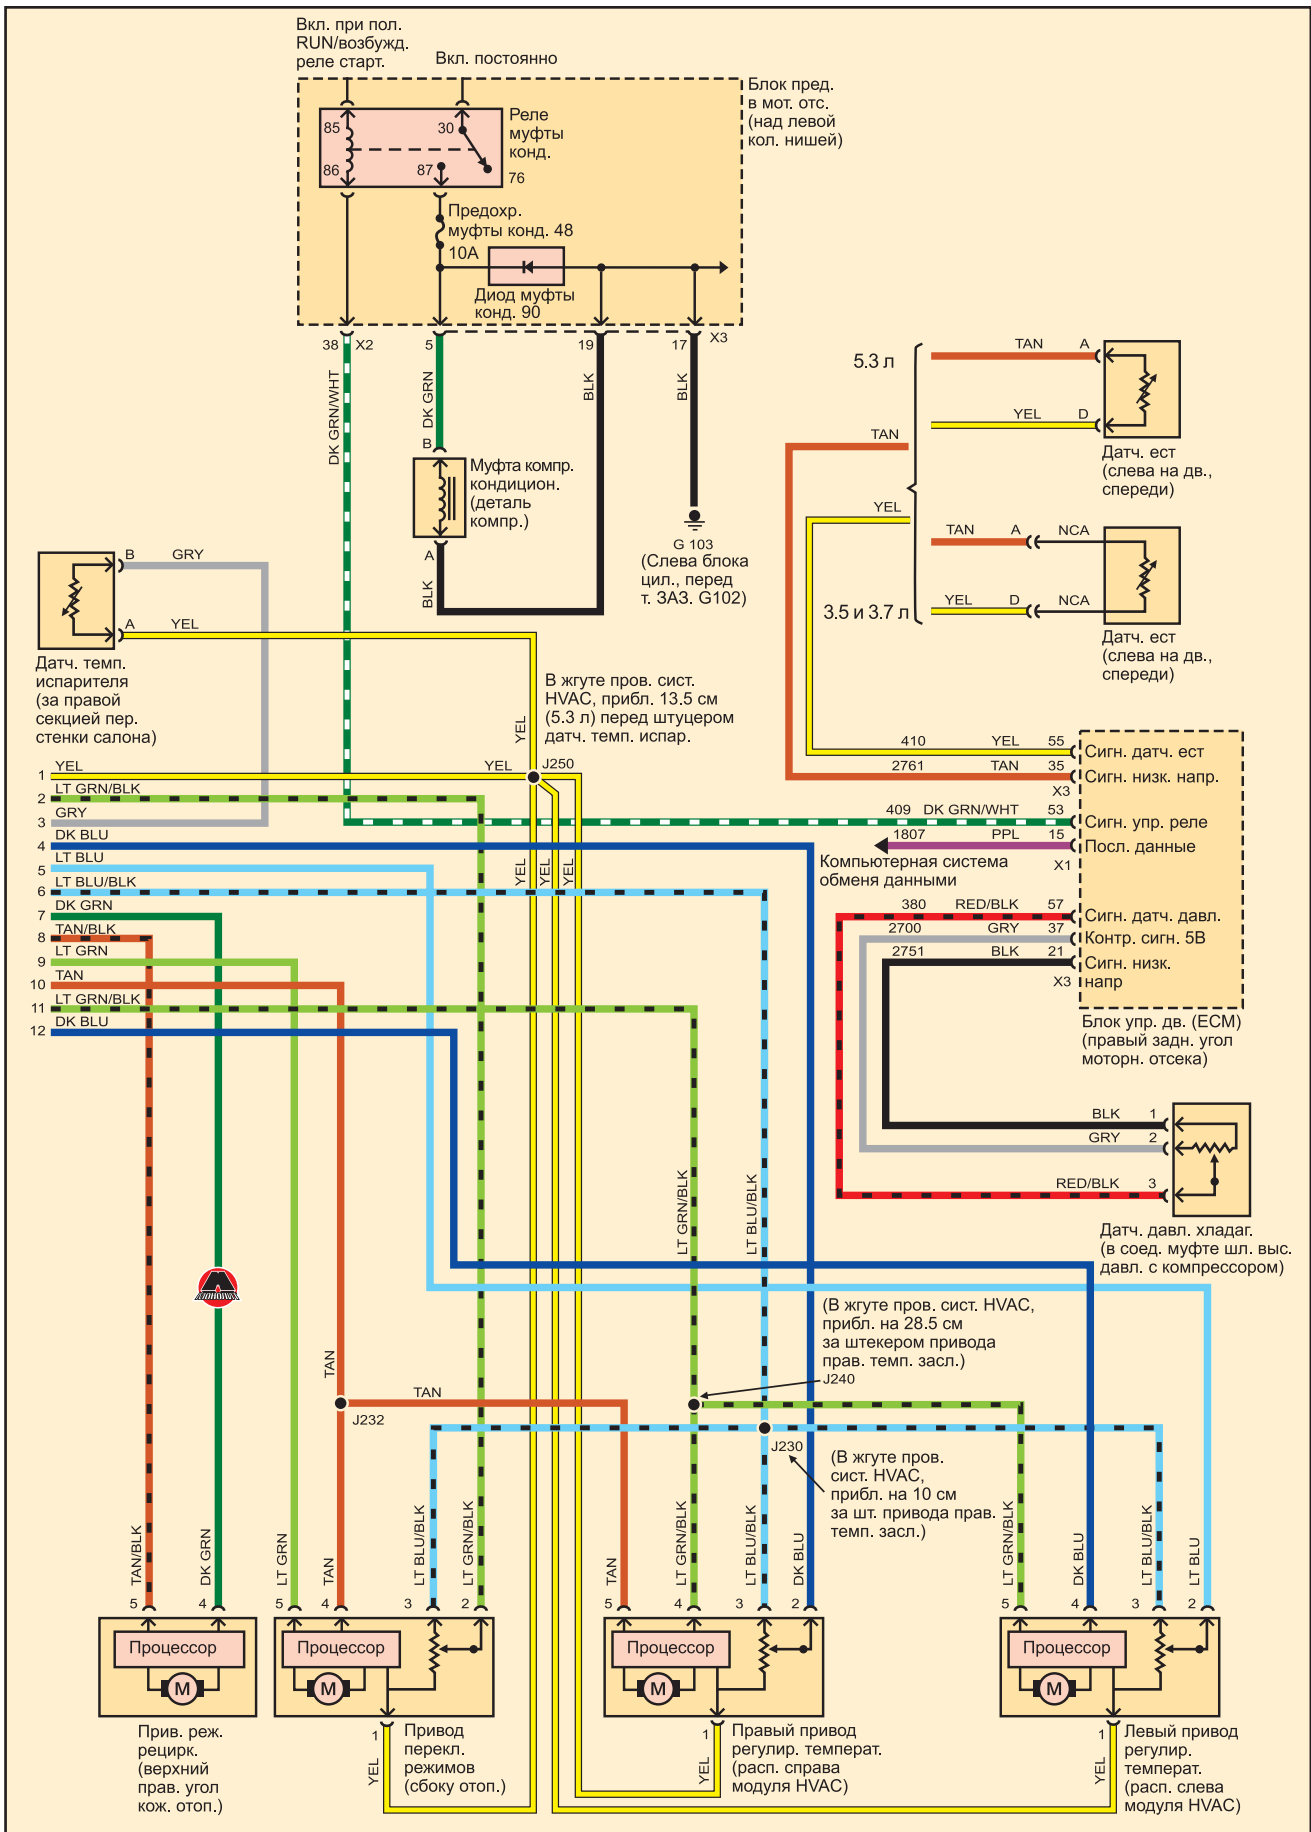 Вкл. при пол.
RUN/возбужд.
реле старт.
Вкл. постоянно
Блок пред.
в мот. отс.
(над левой
кол. нишей)
85
30
86
87
76
Реле
муфты
конд.
Предохр.
муфты конд. 48
10А
Диод муфты
конд. 90
38
X2
5
19
17
X3
DK GRN/WHT
DK GRN
BLK
BLK
B
Муфта компр.
кондицион.
(деталь
компр.)
A
BLK
G 103
(Слева блока
цил., перед
т. ЗАЗ. G102)
5.3 л
TAN
A
YEL
D
Датч. ест
(слева на дв.,
спереди)
TAN
YEL
TAN
A
NCA
YEL
D
NCA
3.5 и 3.7 л
Датч. ест
(слева на дв.,
спереди)
B
GRY
A
YEL
Датч. темп.
испарителя
(за правой
секцией пер.
стенки салона)
В жгуте пров. сист.
HVAC, прибл. 13.5 см
(5.3 л) перед штуцером
датч. темп. испар.
YEL
YEL
J250
1 YEL
2 LT GRN/BLK
3 GRY
4 DK BLU
5 LT BLU
6 LT BLU/BLK
7 DK GRN
8 TAN/BLK
9 LT GRN
10 TAN
11 LT GRN/BLK
12 DK BLU
YEL
YEL
YEL
410
YEL
55
Сигн. датч. ест
2761
TAN
35
Сигн. низк. напр.
X3
409
DK GRN/WHT
53
Сигн. упр. реле
1807
PPL
15
Посл. данные
X1
Компьютерная система
обменя данными
380
RED/BLK
57
Сигн. датч. давл.
2700
GRY
37
Контр. сигн. 5В
2751
BLK
21
Сигн. низк.
напр
X3
Блок упр. дв. (ECM)
(правый задн. угол
моторн. отсека)
BLK
1
GRY
2
RED/BLK
3
Датч. давл. хладаг.
(в соед. муфте шл. выс.
давл. с компрессором)
LT GRN/BLK
LT BLU/BLK
(В жгуте пров. сист. HVAC,
прибл. на 28.5 см
за штекером привода
прав. темп. засл.)
J240
TAN
TAN
J232
J230
(В жгуте пров.
сист. HVAC,
прибл. на 10 см
за шт. привода прав.
темп. засл.)
TAN/BLK
DK GRN
LT GRN
TAN
LT BLU/BLK
LT GRN/BLK
TAN
LT GRN/BLK
LT BLU/BLK
DK BLU
LT GRN/BLK
DK BLU
LT BLU/BLK
LT BLU
5
4
5
4
3
2
5
4
3
2
5
4
3
2
Процессор
Процессор
Процессор
Процессор
M
M
M
M
Прив. реж.
рецирк.
(верхний
прав. угол
кож. отоп.)
1
YEL
Привод
перекл.
режимов
(сбоку отоп.)
1
YEL
Правый привод
регулир. температ.
(расп. справа
модуля HVAC)
1
YEL
Левый привод
регулир.
температ.
(расп. слева
модуля HVAC)